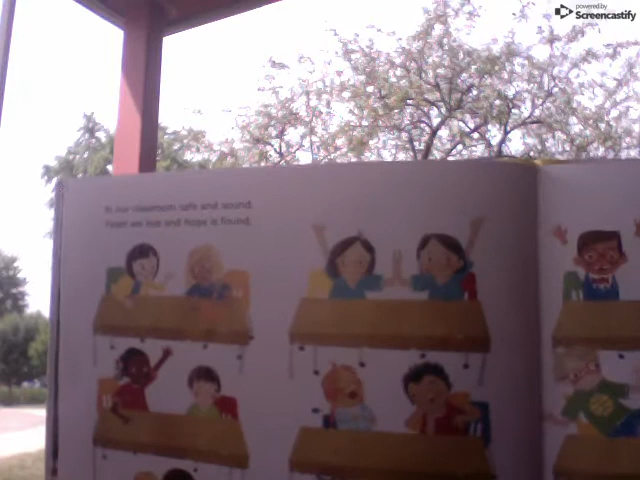 powered by
Screencastify
In our classroom safe and sound.
Fears are lost and hope is found.